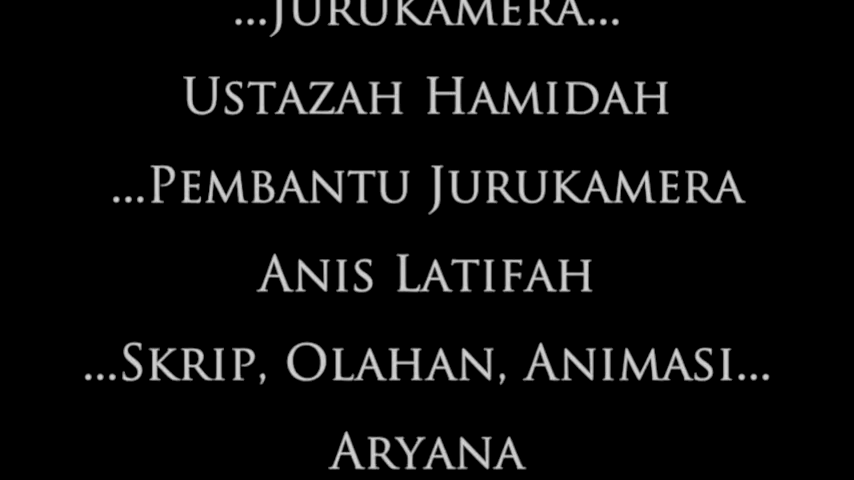 ...JURUKAMERA...
USTAZAH HAMIDAH
...PEMBANTU JURUKAMERA
ANIS LATIFAH
...SKRIP, OLAHAN, ANIMASI...
ARYANA